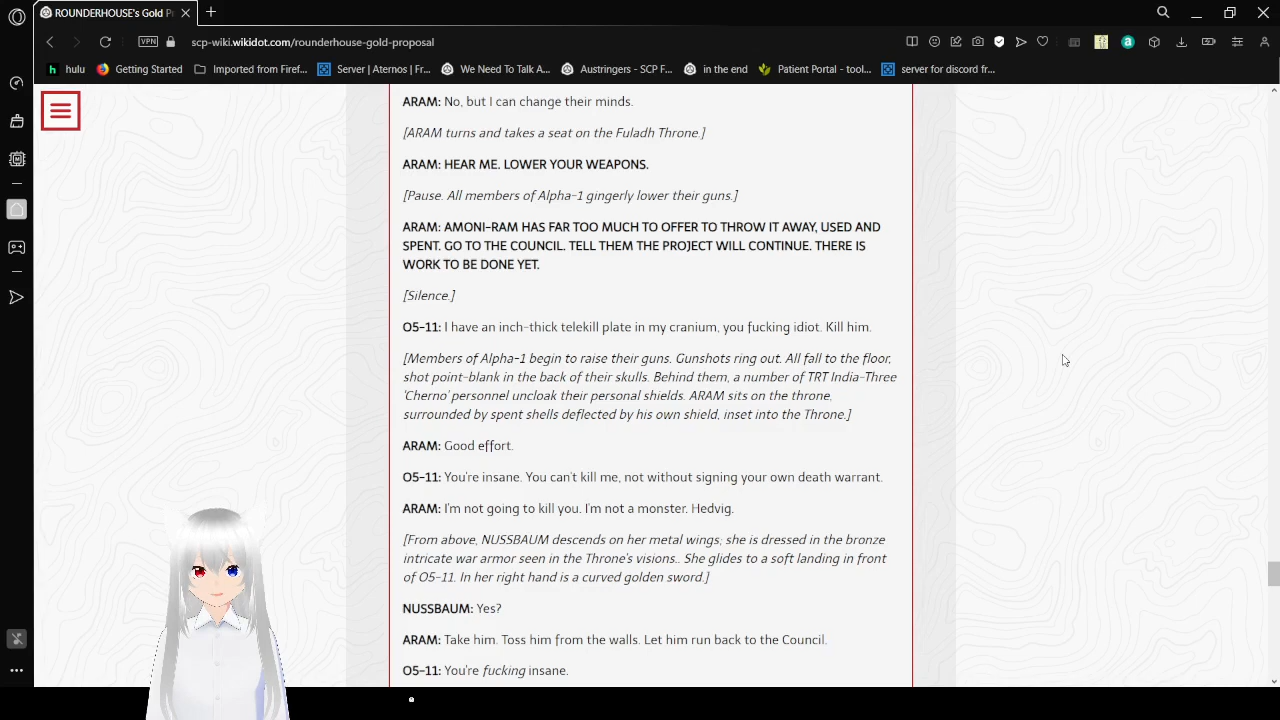 ROUNDERHOUSE's Gold P
VPN scp-wiki.wikidot.com/rounderhouse-gold-proposal
hulu Getting Started Imported from Firef... Server | Aternos | Fr... We Need To Talk A... Austringers - SCP F... in the end Patient Portal - tool... server for discord fr...
ARAM: No, but I can change their minds.
[ARAM turns and takes a seat on the Fuladh Throne.]
ARAM: HEAR ME. LOWER YOUR WEAPONS.
[Pause. All members of Alpha-1 gingerly lower their guns.]
ARAM: AMONI-RAM HAS FAR TOO MUCH TO OFFER TO THROW IT AWAY, USED AND
SPENT. GO TO THE COUNCIL. TELL THEM THE PROJECT WILL CONTINUE. THERE IS
WORK TO BE DONE YET.
[Silence.]
O5-11: I have an inch-thick telekill plate in my cranium, you fucking idiot. Kill him.
[Members of Alpha-1 begin to raise their guns. Gunshots ring out. All fall to the floor,
shot point-blank in the back of their skulls. Behind them, a number of TRT India-Three
'Cherno' personnel uncloak their personal shields. ARAM sits on the throne,
surrounded by spent shells deflected by his own shield, inset into the Throne.]
ARAM: Good effort.
O5-11: You're insane. You can't kill me, not without signing your own death warrant.
ARAM: I'm not going to kill you. I'm not a monster. Hedvig.
[From above, NUSSBAUM descends on her metal wings; she is dressed in the bronze
intricate war armor seen in the Throne's visions.. She glides to a soft landing in front
of O5-11. In her right hand is a curved golden sword.]
NUSSBAUM: Yes?
ARAM: Take him. Toss him from the walls. Let him run back to the Council.
O5-11: You're fucking insane.